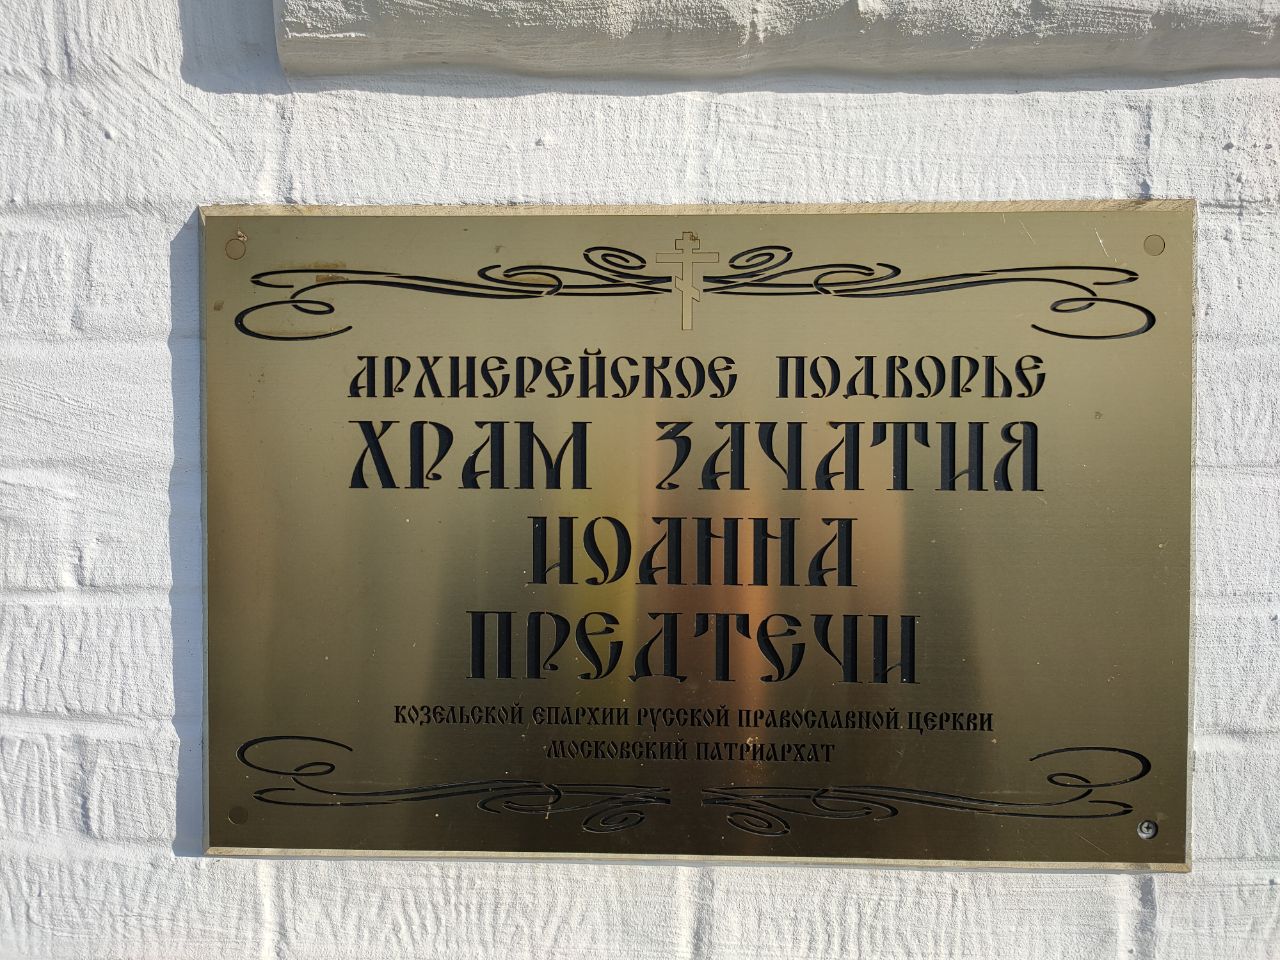 АРХИЕРЕЙСКОЕ ПОДВОРЬЕ
ХРАМ ЗАЧАТИЯ
ИОАННА
ПРЕДТЕЧИ
КОЗЕЛЬСКОЙ ЕПАРХИИ РУССКОЙ ПРАВОСЛАВНОЙ ЦЕРКВИ
МОСКОВСКИЙ ПАТРИАРХАТ